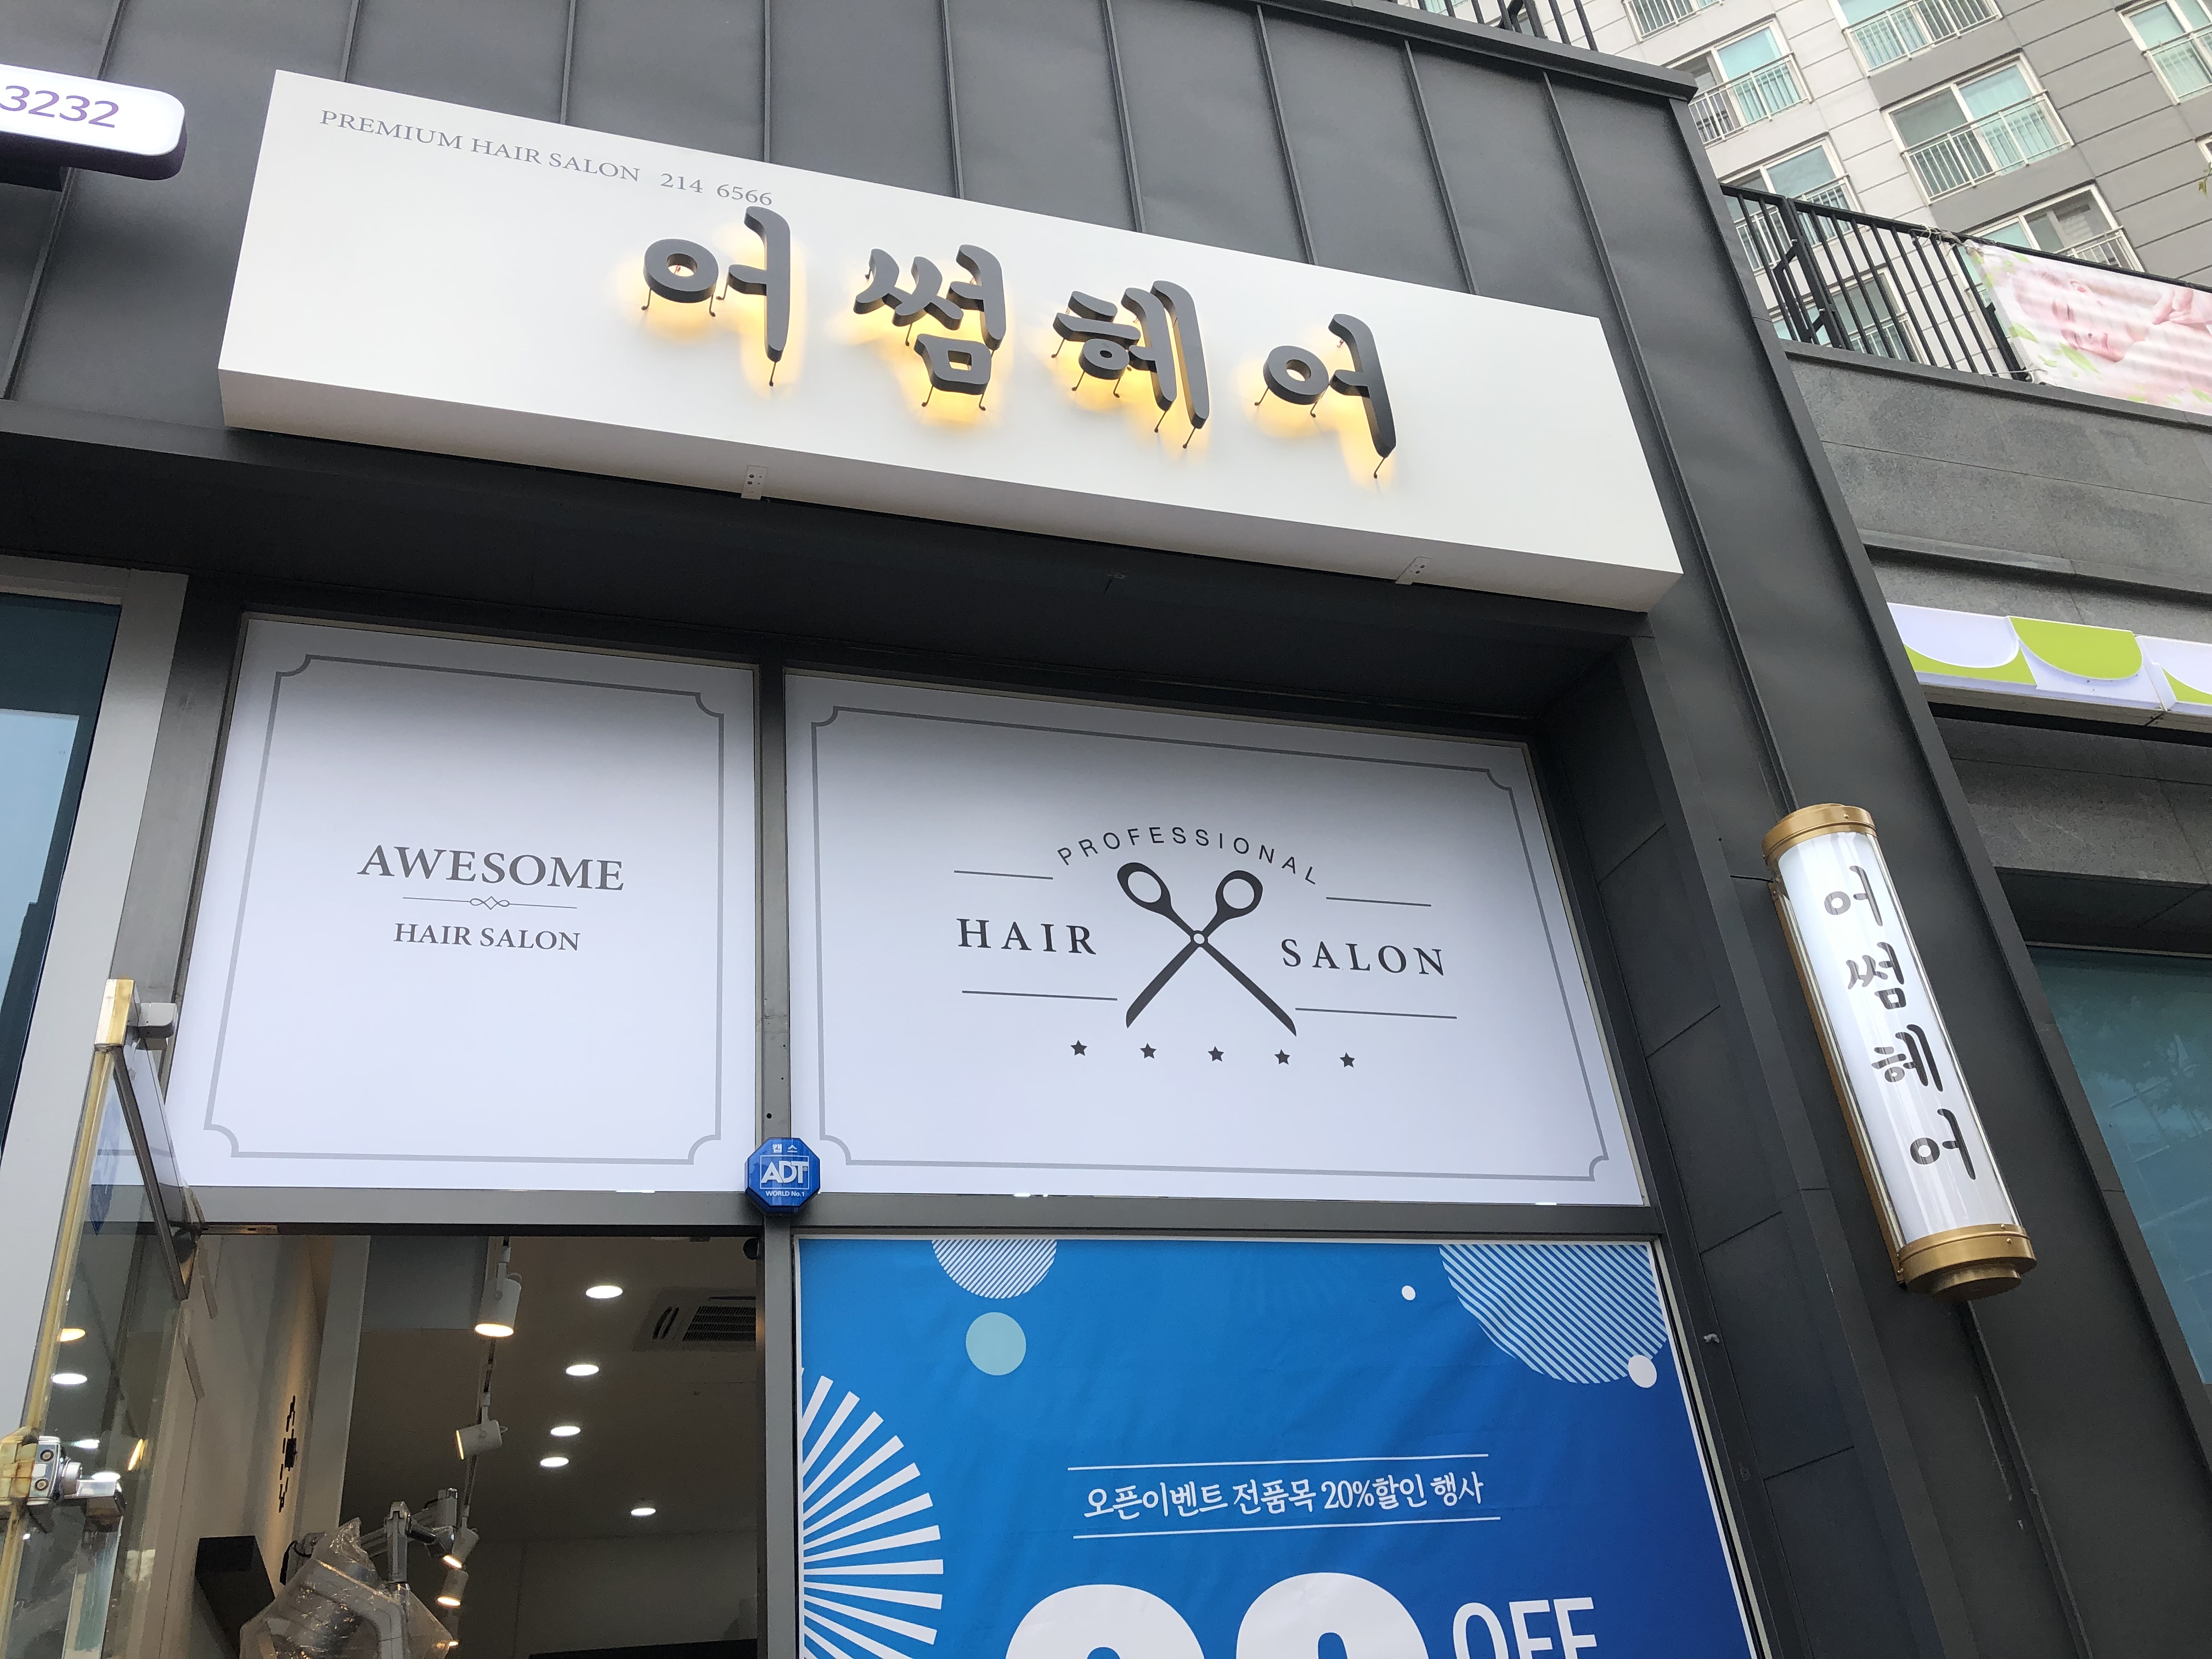 3232
PREMIUM HAIR SALON 214 6566
어썸헤어
AWESOME
HAIR SALON
PROFESSIONAL
HAIR SALON
어
썸
헤
어
캡스
ADT
WORLD No.1
오픈이벤트 전품목 20%할인 행사
OFF